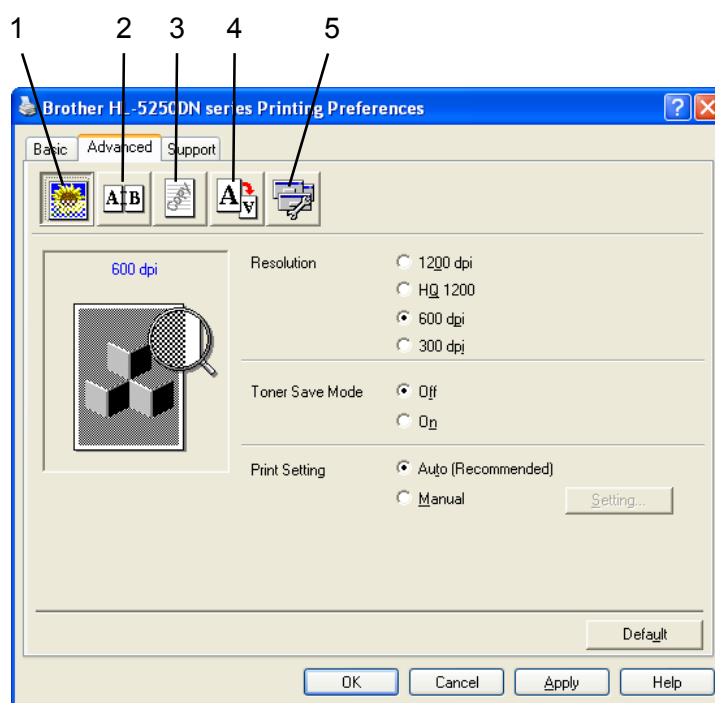 1 2 3 4 5
Brother HL-5250DN series Printing Preferences
Basic Advanced Support
A B COPY A A
600 dpi
Resolution
1200 dpi
HQ 1200
600 dpi
300 dpi
Toner Save Mode
Off
On
Print Setting
Auto (Recommended)
Manual
Setting...
Default
OK Cancel Apply Help